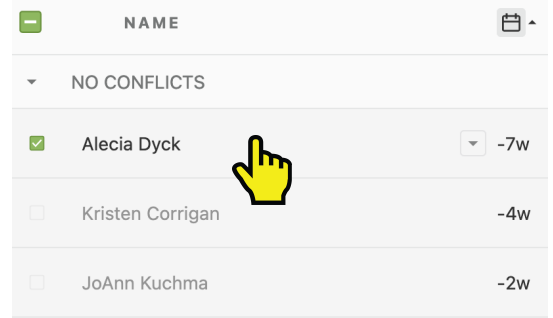 NAME
NO CONFLICTS
Alecia Dyck -7w
Kristen Corrigan -4w
JoAnn Kuchma -2w